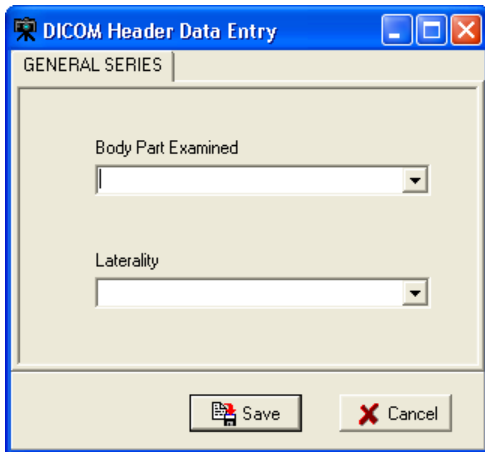 DICOM Header Data Entry
GENERAL SERIES
Body Part Examined
Laterality
Save
Cancel